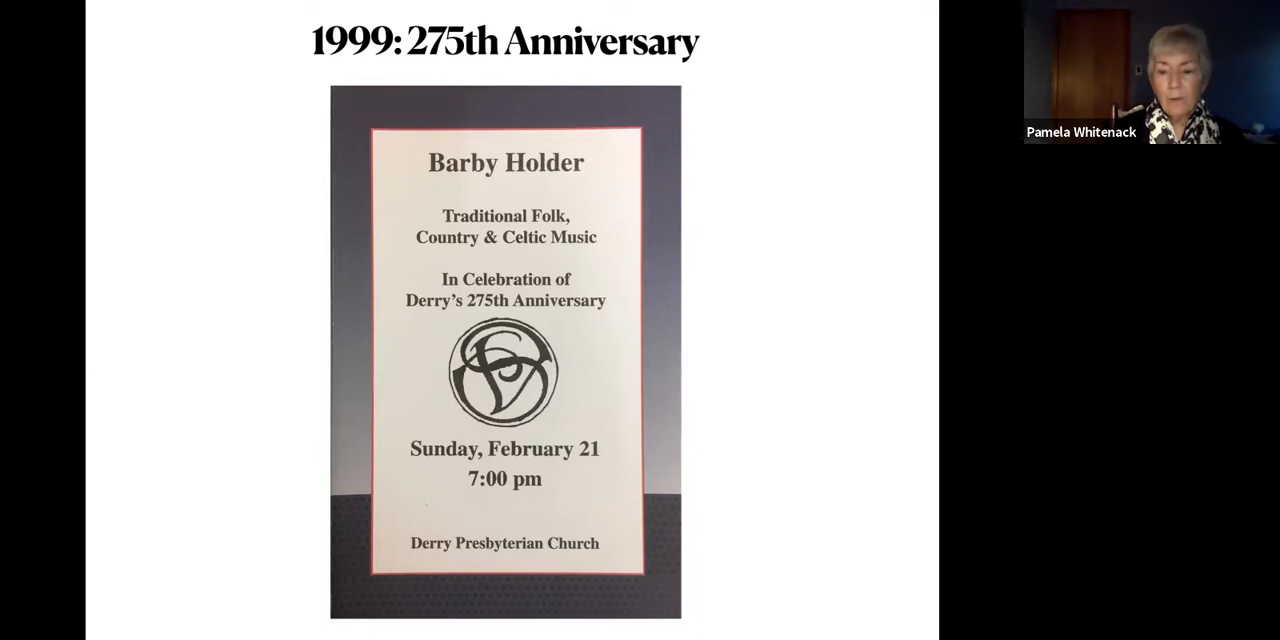 1999: 275th Anniversary
Barby Holder
Traditional Folk,
Country & Celtic Music
In Celebration of
Derry's 275th Anniversary
Sunday, February 21
7:00 pm
Derry Presbyterian Church
Pamela Whitenack